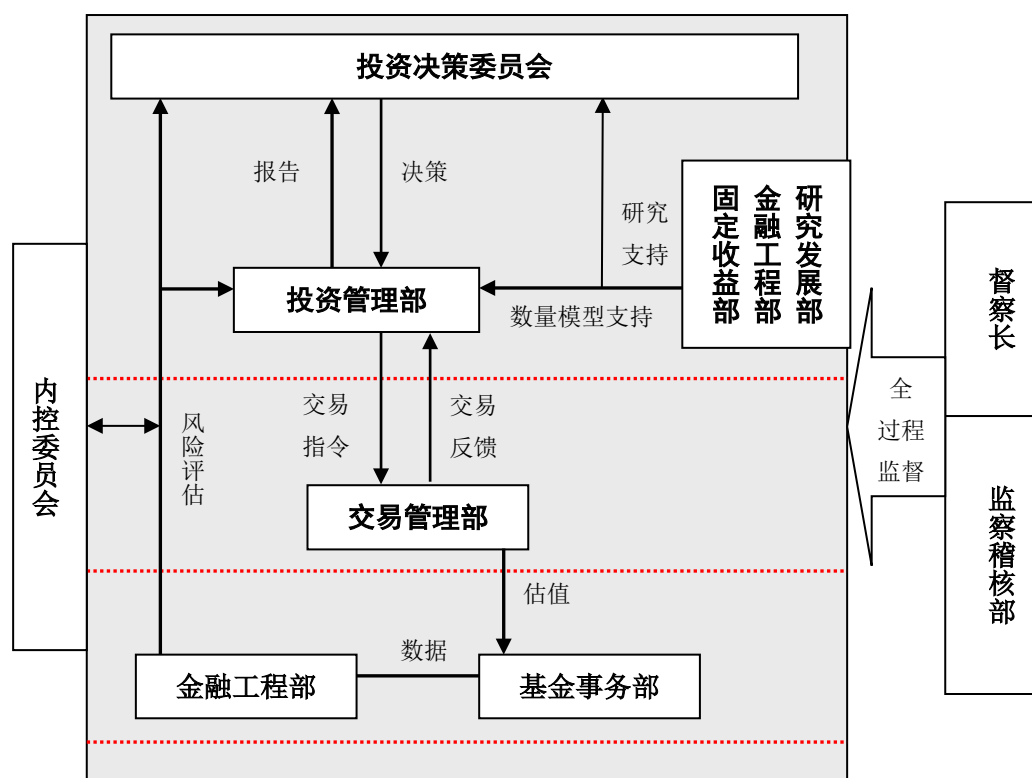 投资决策委员会
报告
决策
研究
支持
固定收益部
金融工程部
研究发展部
投资管理部
数量模型支持
督察长
内控委员会
风险评估
交易
指令
交易
反馈
全
过程
监督
交易管理部
监察稽核部
估值
数据
金融工程部
基金事务部